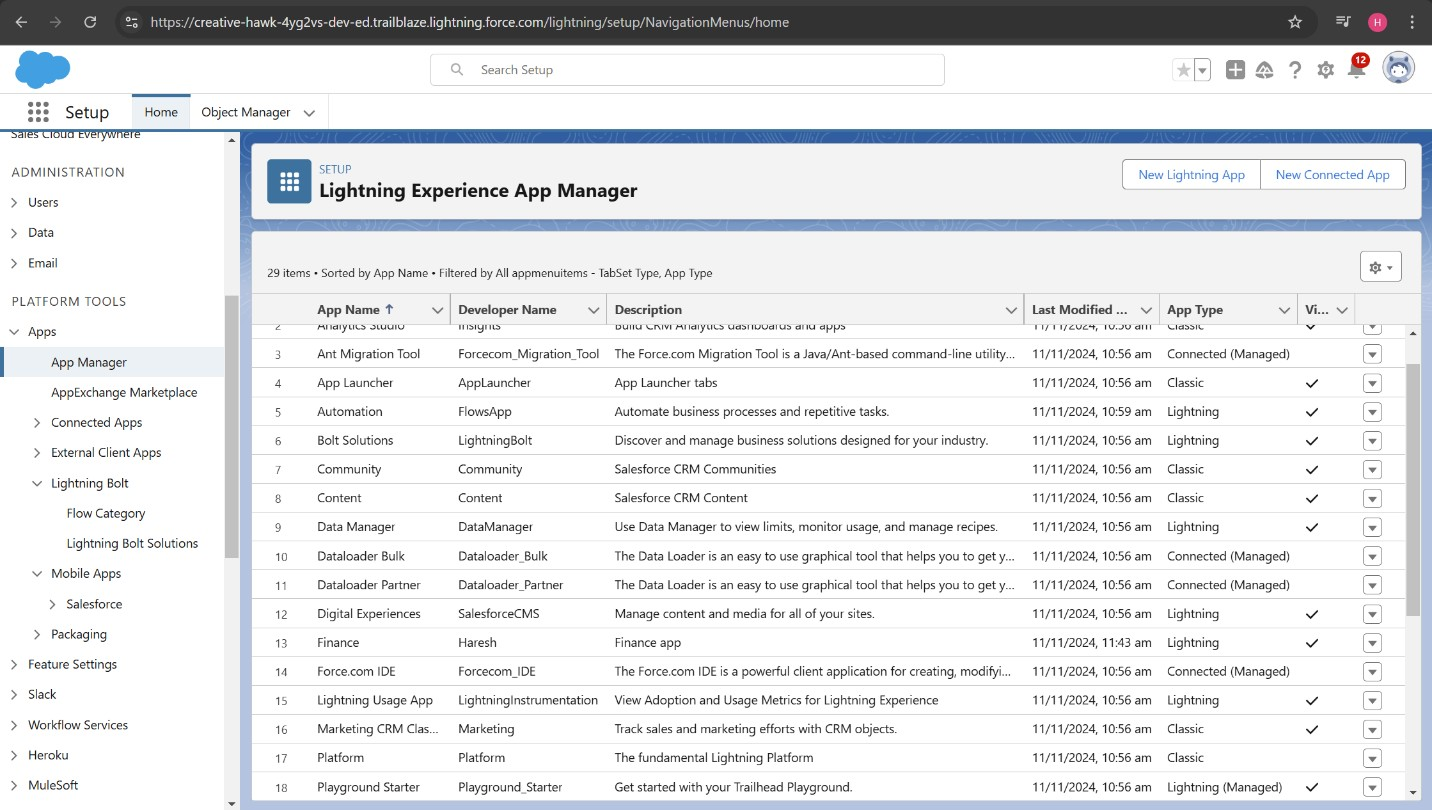 https://creative-hawk-4yg2vs-dev-ed.trailblaze.lightning.force.com/lightning/setup/NavigationMenus/home
H
Search Setup
12
Setup
Home
Object Manager
Sales Cloud Everywhere
ADMINISTRATION
Users
Data
Email
PLATFORM TOOLS
Apps
App Manager
AppExchange Marketplace
Connected Apps
External Client Apps
Lightning Bolt
Flow Category
Lightning Bolt Solutions
Mobile Apps
Salesforce
Packaging
Feature Settings
Slack
Workflow Services
Heroku
MuleSoft
SETUP
Lightning Experience App Manager
New Lightning App
New Connected App
29 items • Sorted by App Name • Filtered by All appmenuitems - TabSet Type, App Type
App Name Developer Name Description Last Modified ... App Type Vi...
2 Analytics Studio Insights Build CRM Analytics dashboards and apps 11/11/2024, 10:56 am Classic
3 Ant Migration Tool Forcecom_Migration_Tool The Force.com Migration Tool is a Java/Ant-based command-line utility... 11/11/2024, 10:56 am Connected (Managed)
4 App Launcher AppLauncher App Launcher tabs 11/11/2024, 10:56 am Classic
5 Automation FlowsApp Automate business processes and repetitive tasks. 11/11/2024, 10:59 am Lightning
6 Bolt Solutions LightningBolt Discover and manage business solutions designed for your industry. 11/11/2024, 10:56 am Lightning
7 Community Community Salesforce CRM Communities 11/11/2024, 10:56 am Classic
8 Content Content Salesforce CRM Content 11/11/2024, 10:56 am Classic
9 Data Manager DataManager Use Data Manager to view limits, monitor usage, and manage recipes. 11/11/2024, 10:56 am Lightning
10 Dataloader Bulk Dataloader_Bulk The Data Loader is an easy to use graphical tool that helps you to get y... 11/11/2024, 10:56 am Connected (Managed)
11 Dataloader Partner Dataloader_Partner The Data Loader is an easy to use graphical tool that helps you to get y... 11/11/2024, 10:56 am Connected (Managed)
12 Digital Experiences SalesforceCMS Manage content and media for all of your sites. 11/11/2024, 10:56 am Lightning
13 Finance Haresh Finance app 11/11/2024, 11:43 am Lightning
14 Force.com IDE Forcecom_IDE The Force.com IDE is a powerful client application for creating, modifyi... 11/11/2024, 10:56 am Connected (Managed)
15 Lightning Usage App LightningInstrumentation View Adoption and Usage Metrics for Lightning Experience 11/11/2024, 10:56 am Lightning
16 Marketing CRM Clas... Marketing Track sales and marketing efforts with CRM objects. 11/11/2024, 10:56 am Classic
17 Platform Platform The fundamental Lightning Platform 11/11/2024, 10:56 am Classic
18 Playground Starter Playground_Starter Get started with your Trailhead Playground. 11/11/2024, 10:56 am Lightning (Managed)